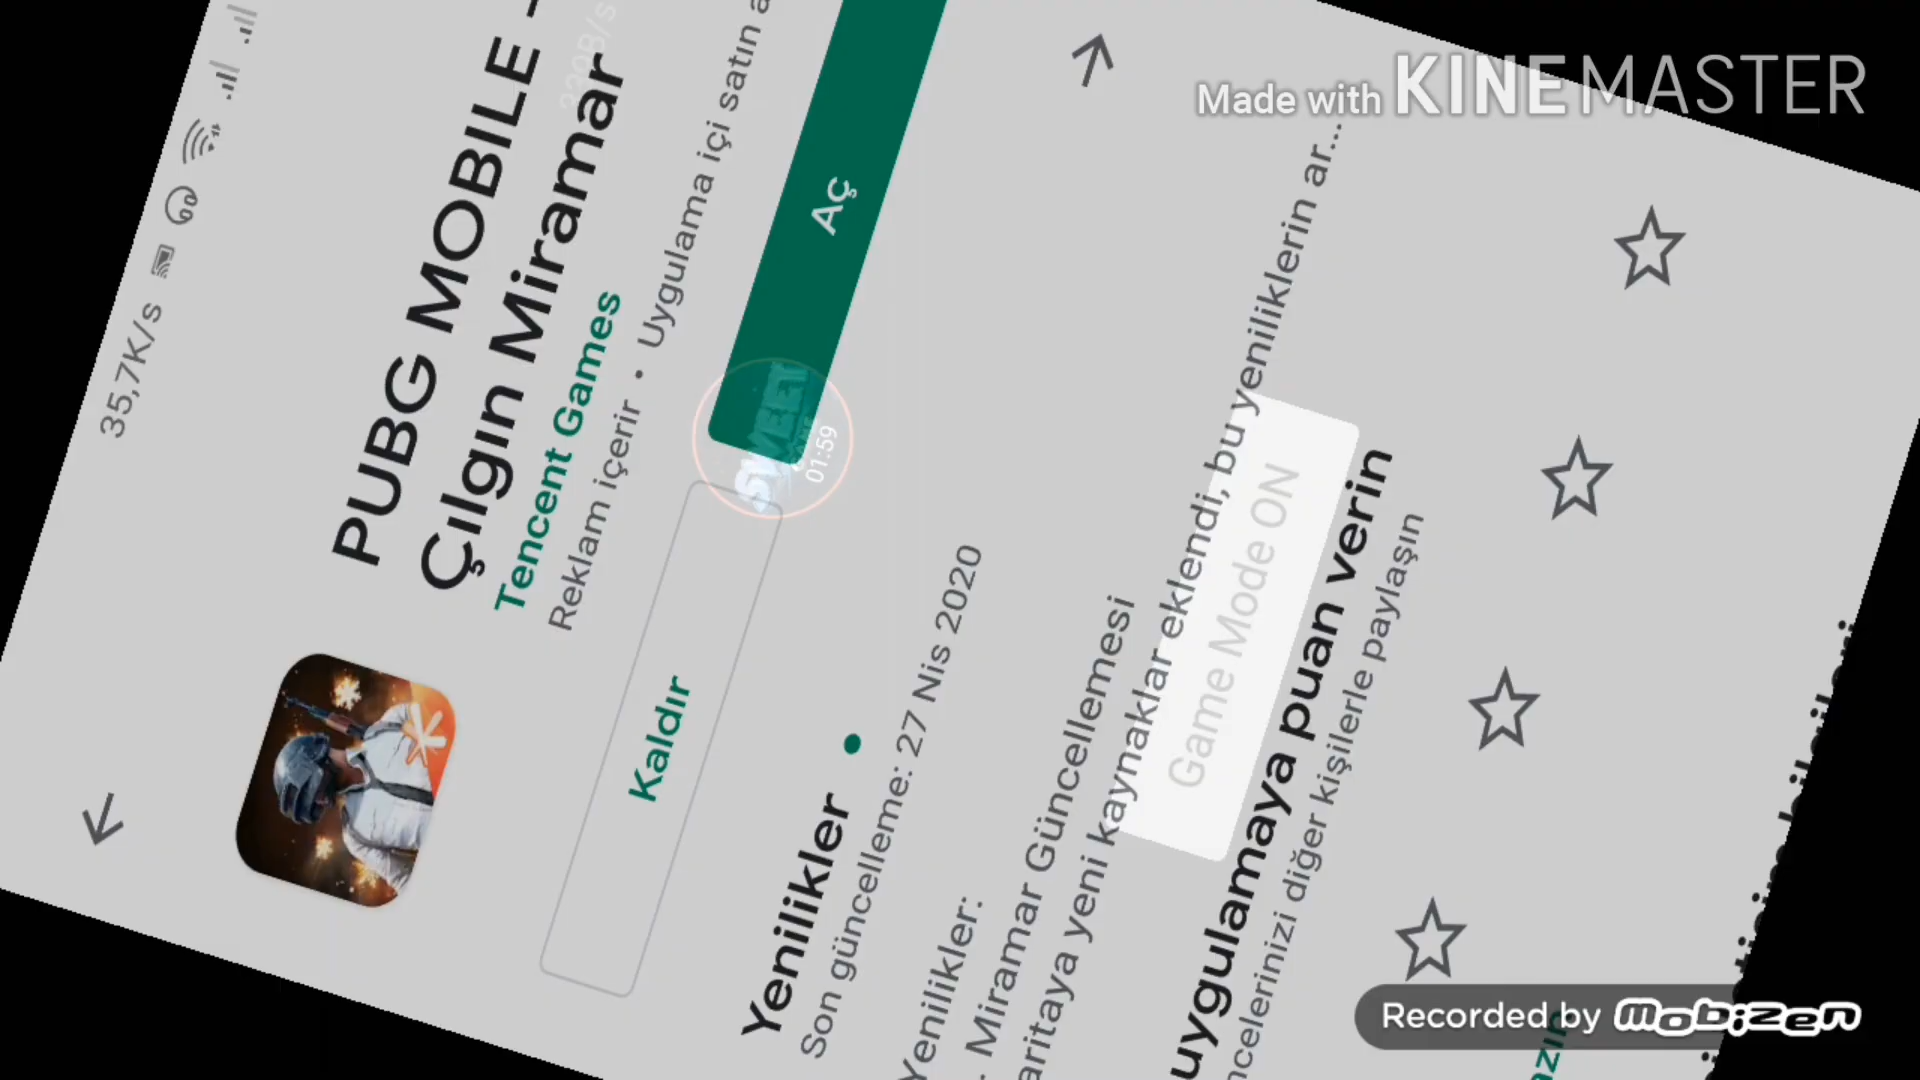 35,7K/s
PUBG MOBILE -
Çılgın Miramar
Tencent Games
Reklam içerir • Uygulama içi satın a
Kaldır
Aç
01:59
Yenilikler
Son güncelleme: 27 Nis 2020
Yenilikler:
- Miramar Güncellemesi
aritaya yeni kaynaklar eklendi, bu yeniliklerin ar...
Game Mode ON
uygulamaya puan verin
ncelerinizi diğer kişilerle paylaşın
Made with KINEMASTER
Recorded by Mobizen